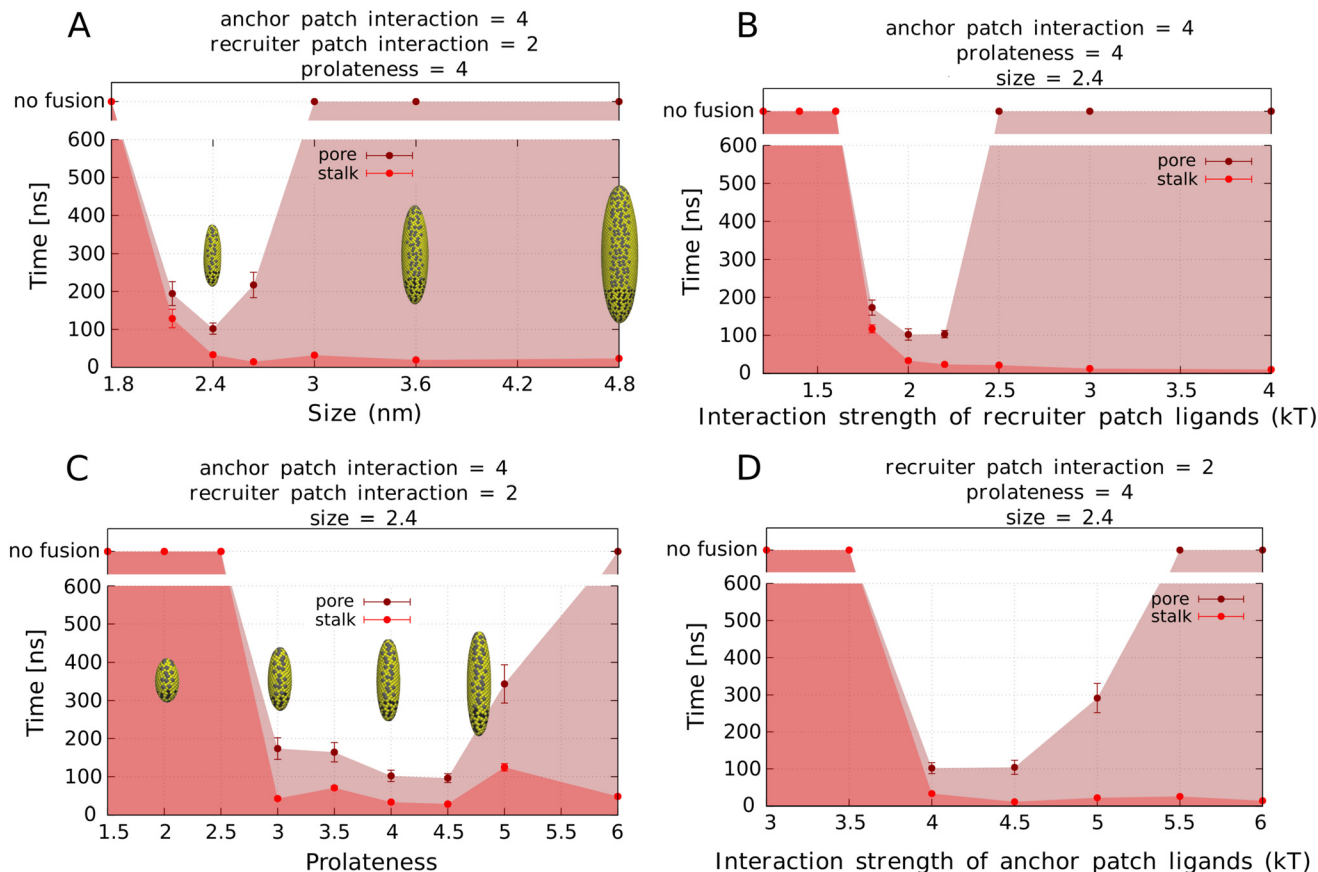 A
anchor patch interaction = 4
recruiter patch interaction = 2
prolateness = 4
no fusion
600
500
400
300
200
100
0
Time [ns]
pore
stalk
1.8 2.4 3 3.6 4.2 4.8
Size (nm)
B
anchor patch interaction = 4
prolateness = 4
size = 2.4
no fusion
600
500
400
300
200
100
0
Time [ns]
pore
stalk
1.5 2 2.5 3 3.5 4
Interaction strength of recruiter patch ligands (kT)
C
anchor patch interaction = 4
recruiter patch interaction = 2
size = 2.4
no fusion
600
500
400
300
200
100
0
Time [ns]
pore
stalk
1.5 2 2.5 3 3.5 4 4.5 5 5.5 6
Prolateness
D
recruiter patch interaction = 2
prolateness = 4
size = 2.4
no fusion
600
500
400
300
200
100
0
Time [ns]
pore
stalk
3 3.5 4 4.5 5 5.5 6
Interaction strength of anchor patch ligands (kT)